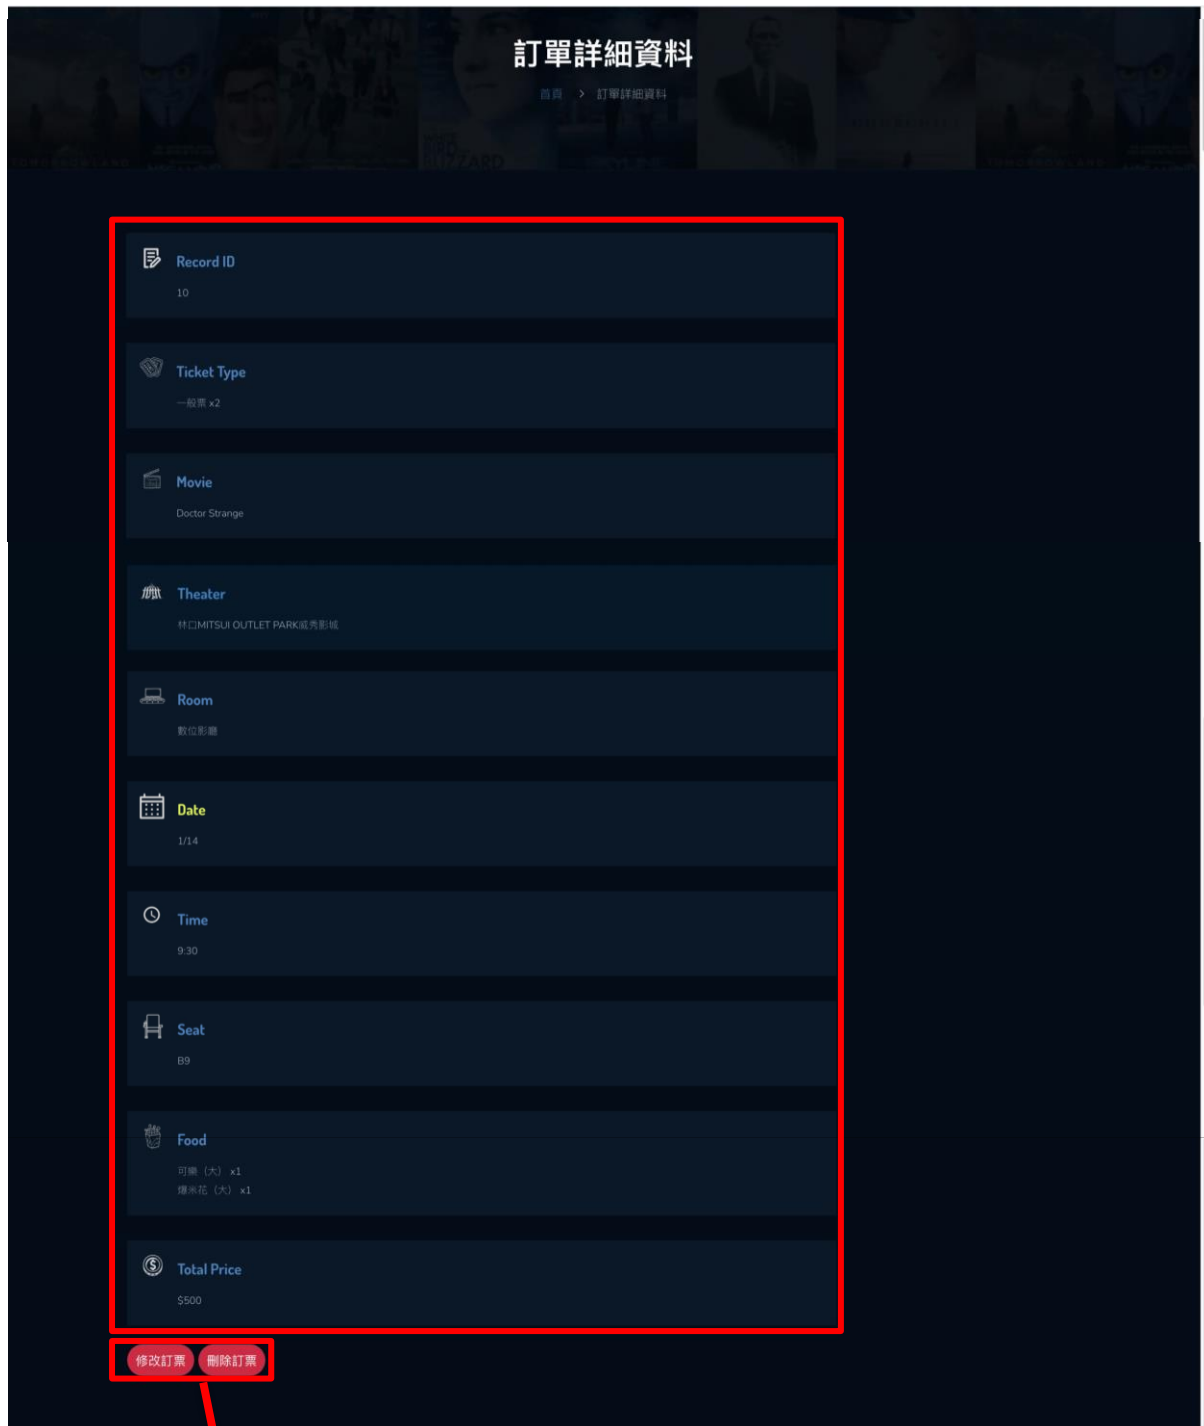 訂單詳細資料
首頁 > 訂單詳細資料
BLIZZARD
Record ID
10
Ticket Type
一般票 x2
Movie
Doctor Strange
Theater
林口MITSUI OUTLET PARK威秀影城
Room
數位影廳
Date
1/14
Time
9:30
Seat
B9
Food
可樂（大） x1
爆米花（大） x1
Total Price
$500
修改訂票 刪除訂票